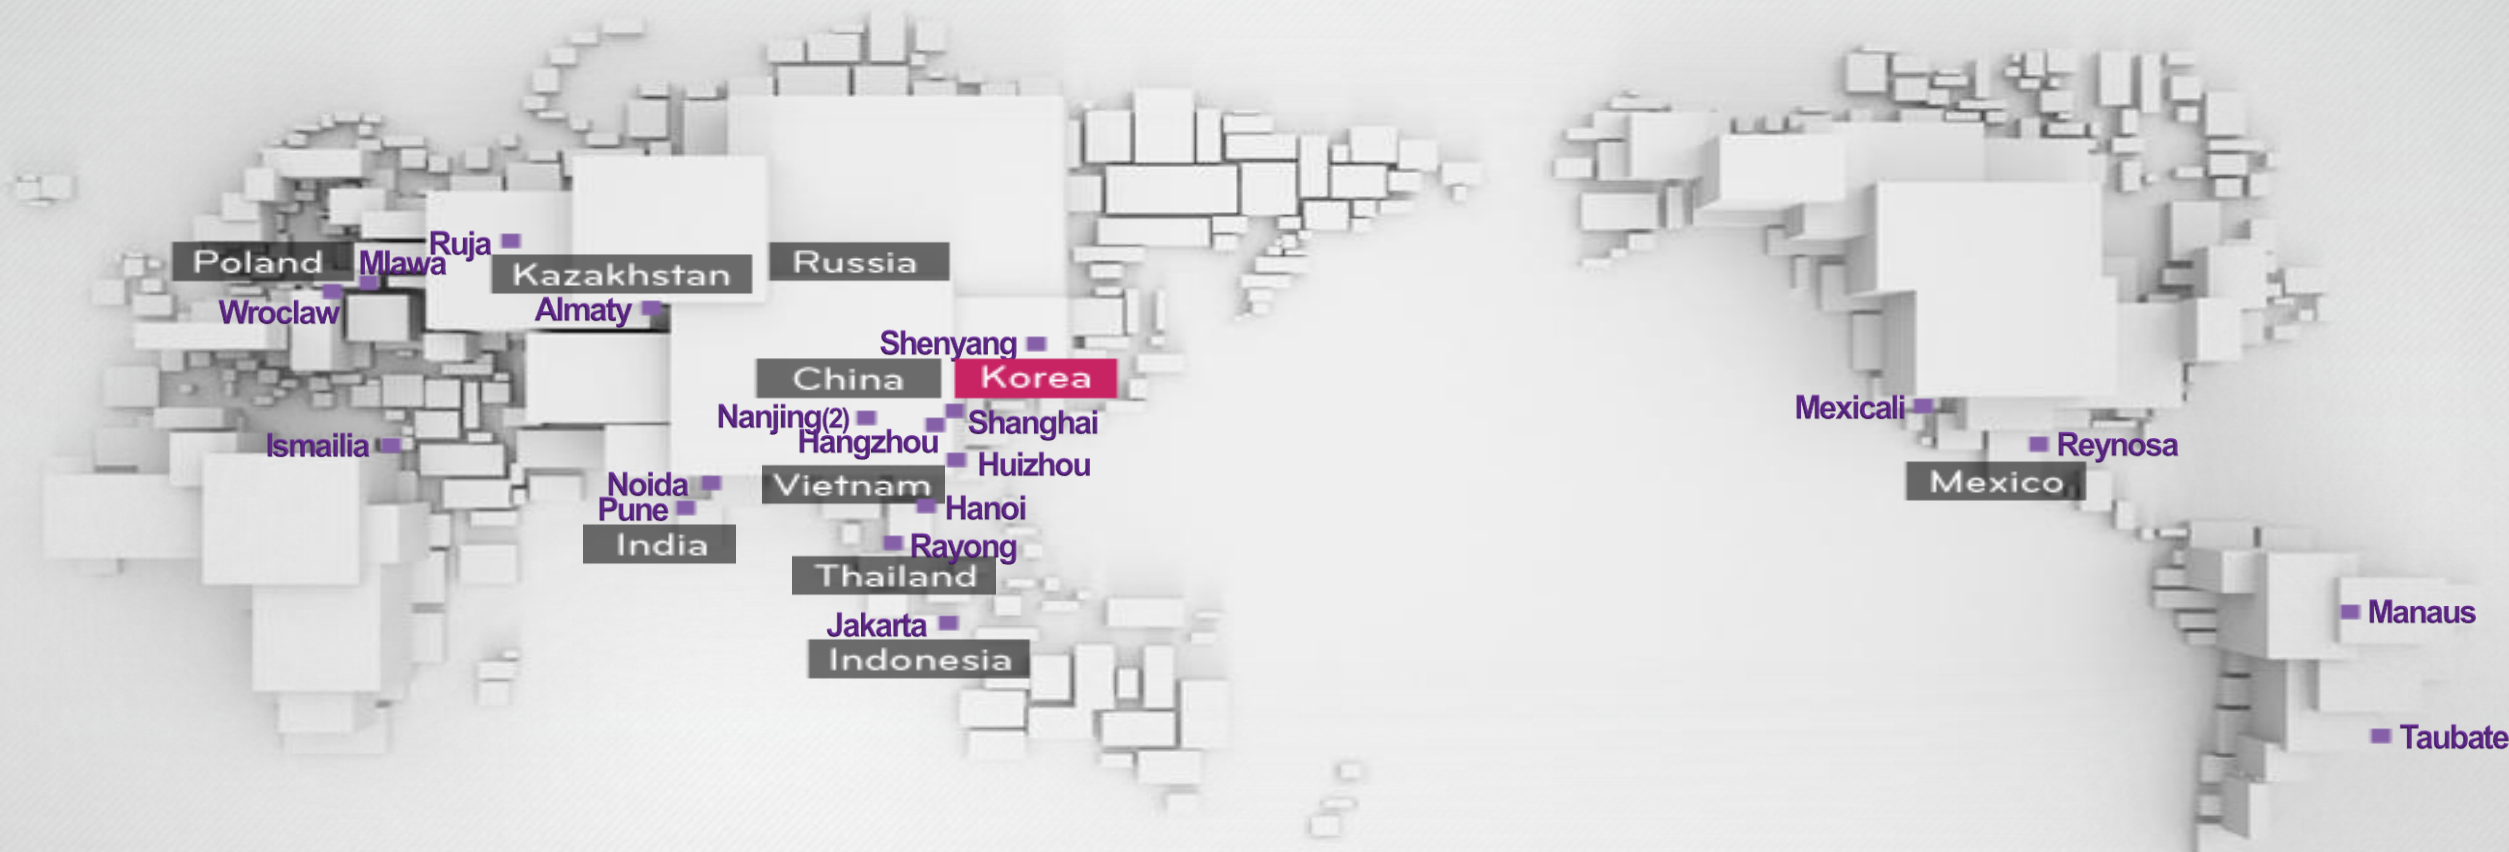 Ruja
Poland
Mlawa
Kazakhstan
Russia
Wroclaw
Almaty
Shenyang
China
Korea
Nanjing(2)
Shanghai
Hangzhou
Ismailia
Huizhou
Noida
Vietnam
Pune
Hanoi
India
Rayong
Thailand
Jakarta
Indonesia
Mexicali
Reynosa
Mexico
Manaus
Taubate